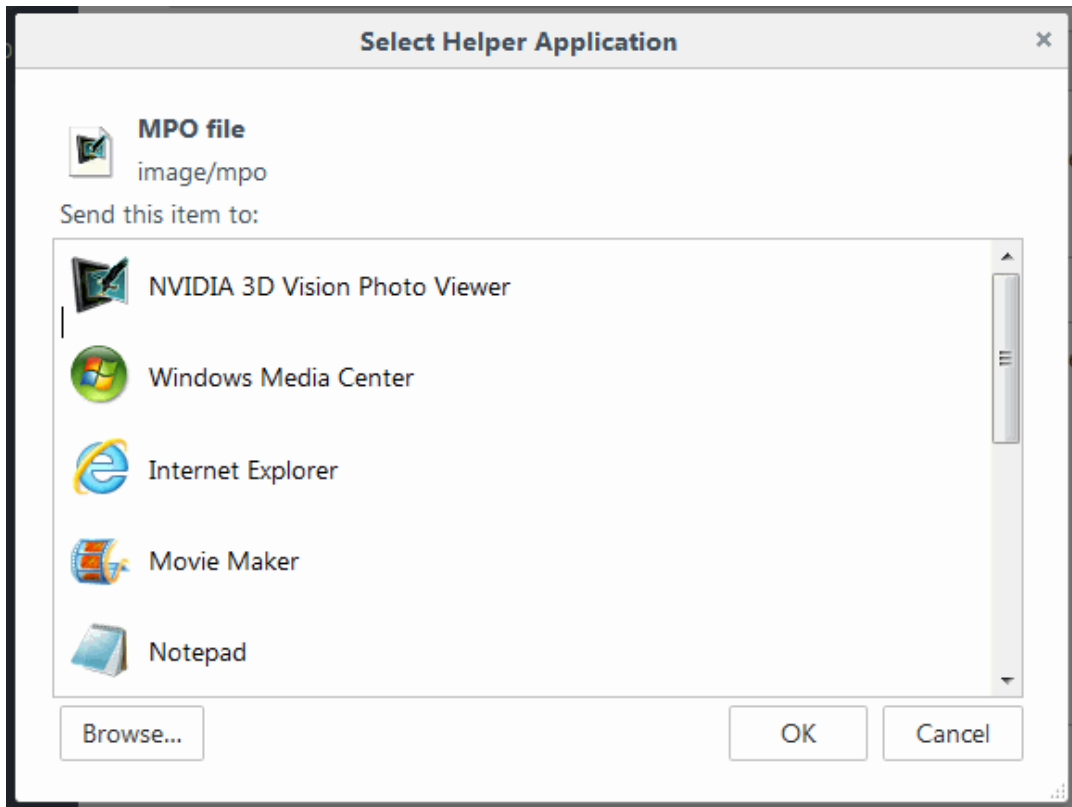 Select Helper Application
MPO file
image/mpo
Send this item to:
NVIDIA 3D Vision Photo Viewer
Windows Media Center
Internet Explorer
Movie Maker
Notepad
Browse...
OK
Cancel